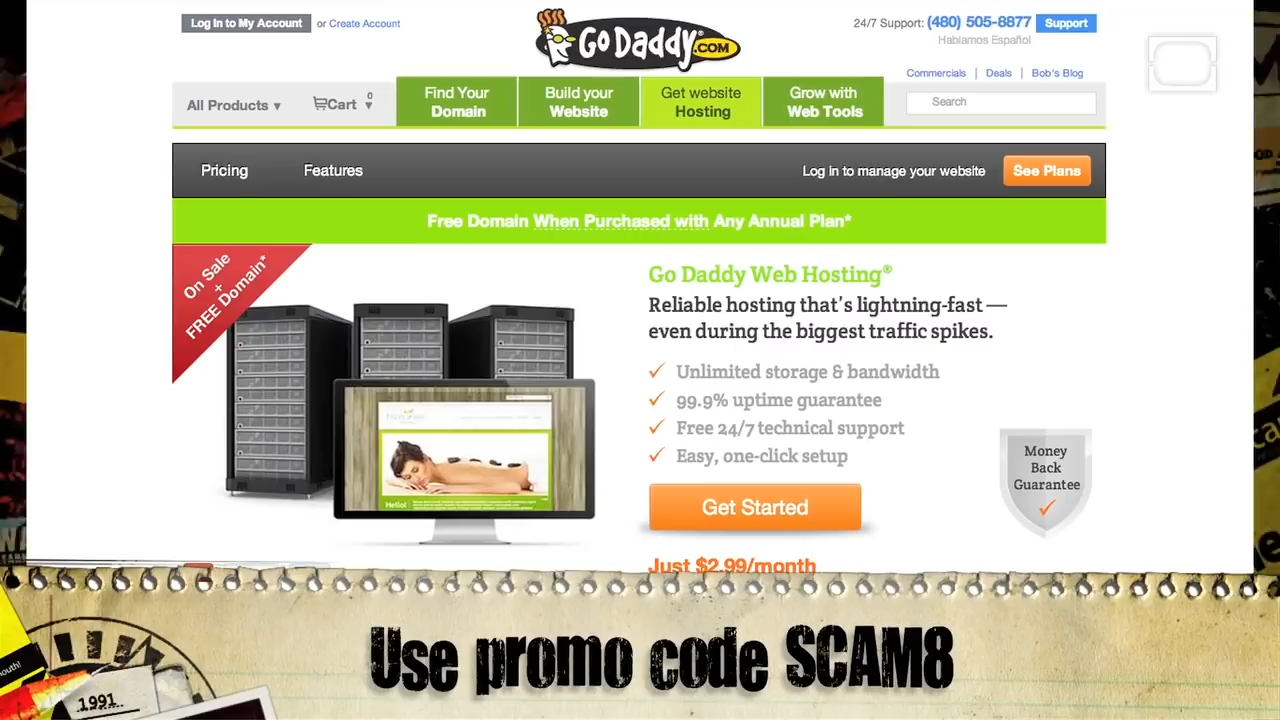 Log In to My Account or Create Account
Go Daddy.COM
24/7 Support: (480) 505-8877 Support
Hablamos Español
Commercials | Deals | Bob's Blog
All Products ▾ Cart 0 ▾
Find Your Domain
Build your Website
Get website Hosting
Grow with Web Tools
Search
Pricing Features Log in to manage your website See Plans
Free Domain When Purchased with Any Annual Plan*
On Sale
+
FREE Domain*
Go Daddy Web Hosting®
Reliable hosting that's lightning-fast —
even during the biggest traffic spikes.
✓ Unlimited storage & bandwidth
✓ 99.9% uptime guarantee
✓ Free 24/7 technical support
✓ Easy, one-click setup
Money
Back
Guarantee
Get Started
Just $2.99/month
Hello!
Use promo code SCAM8
1991